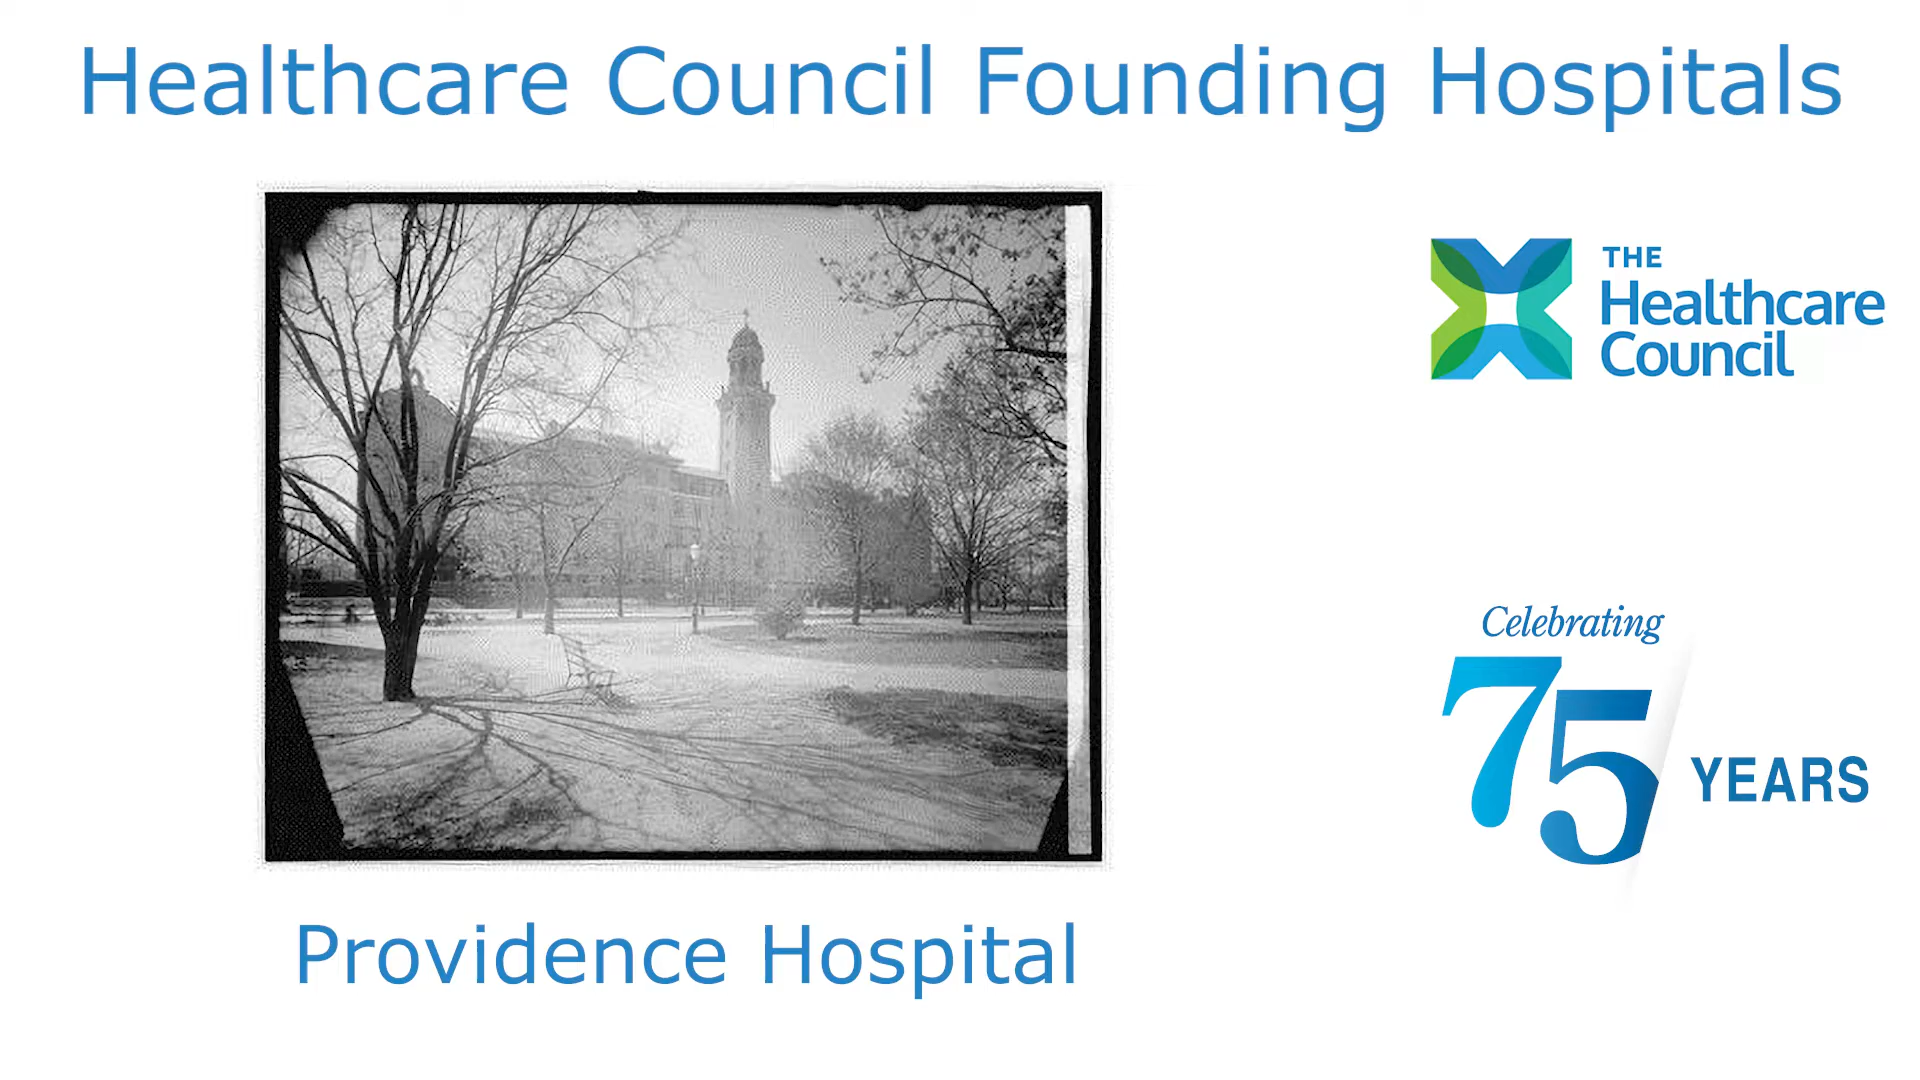 Healthcare Council Founding Hospitals
THE
Healthcare
Council
Celebrating
75 YEARS
Providence Hospital